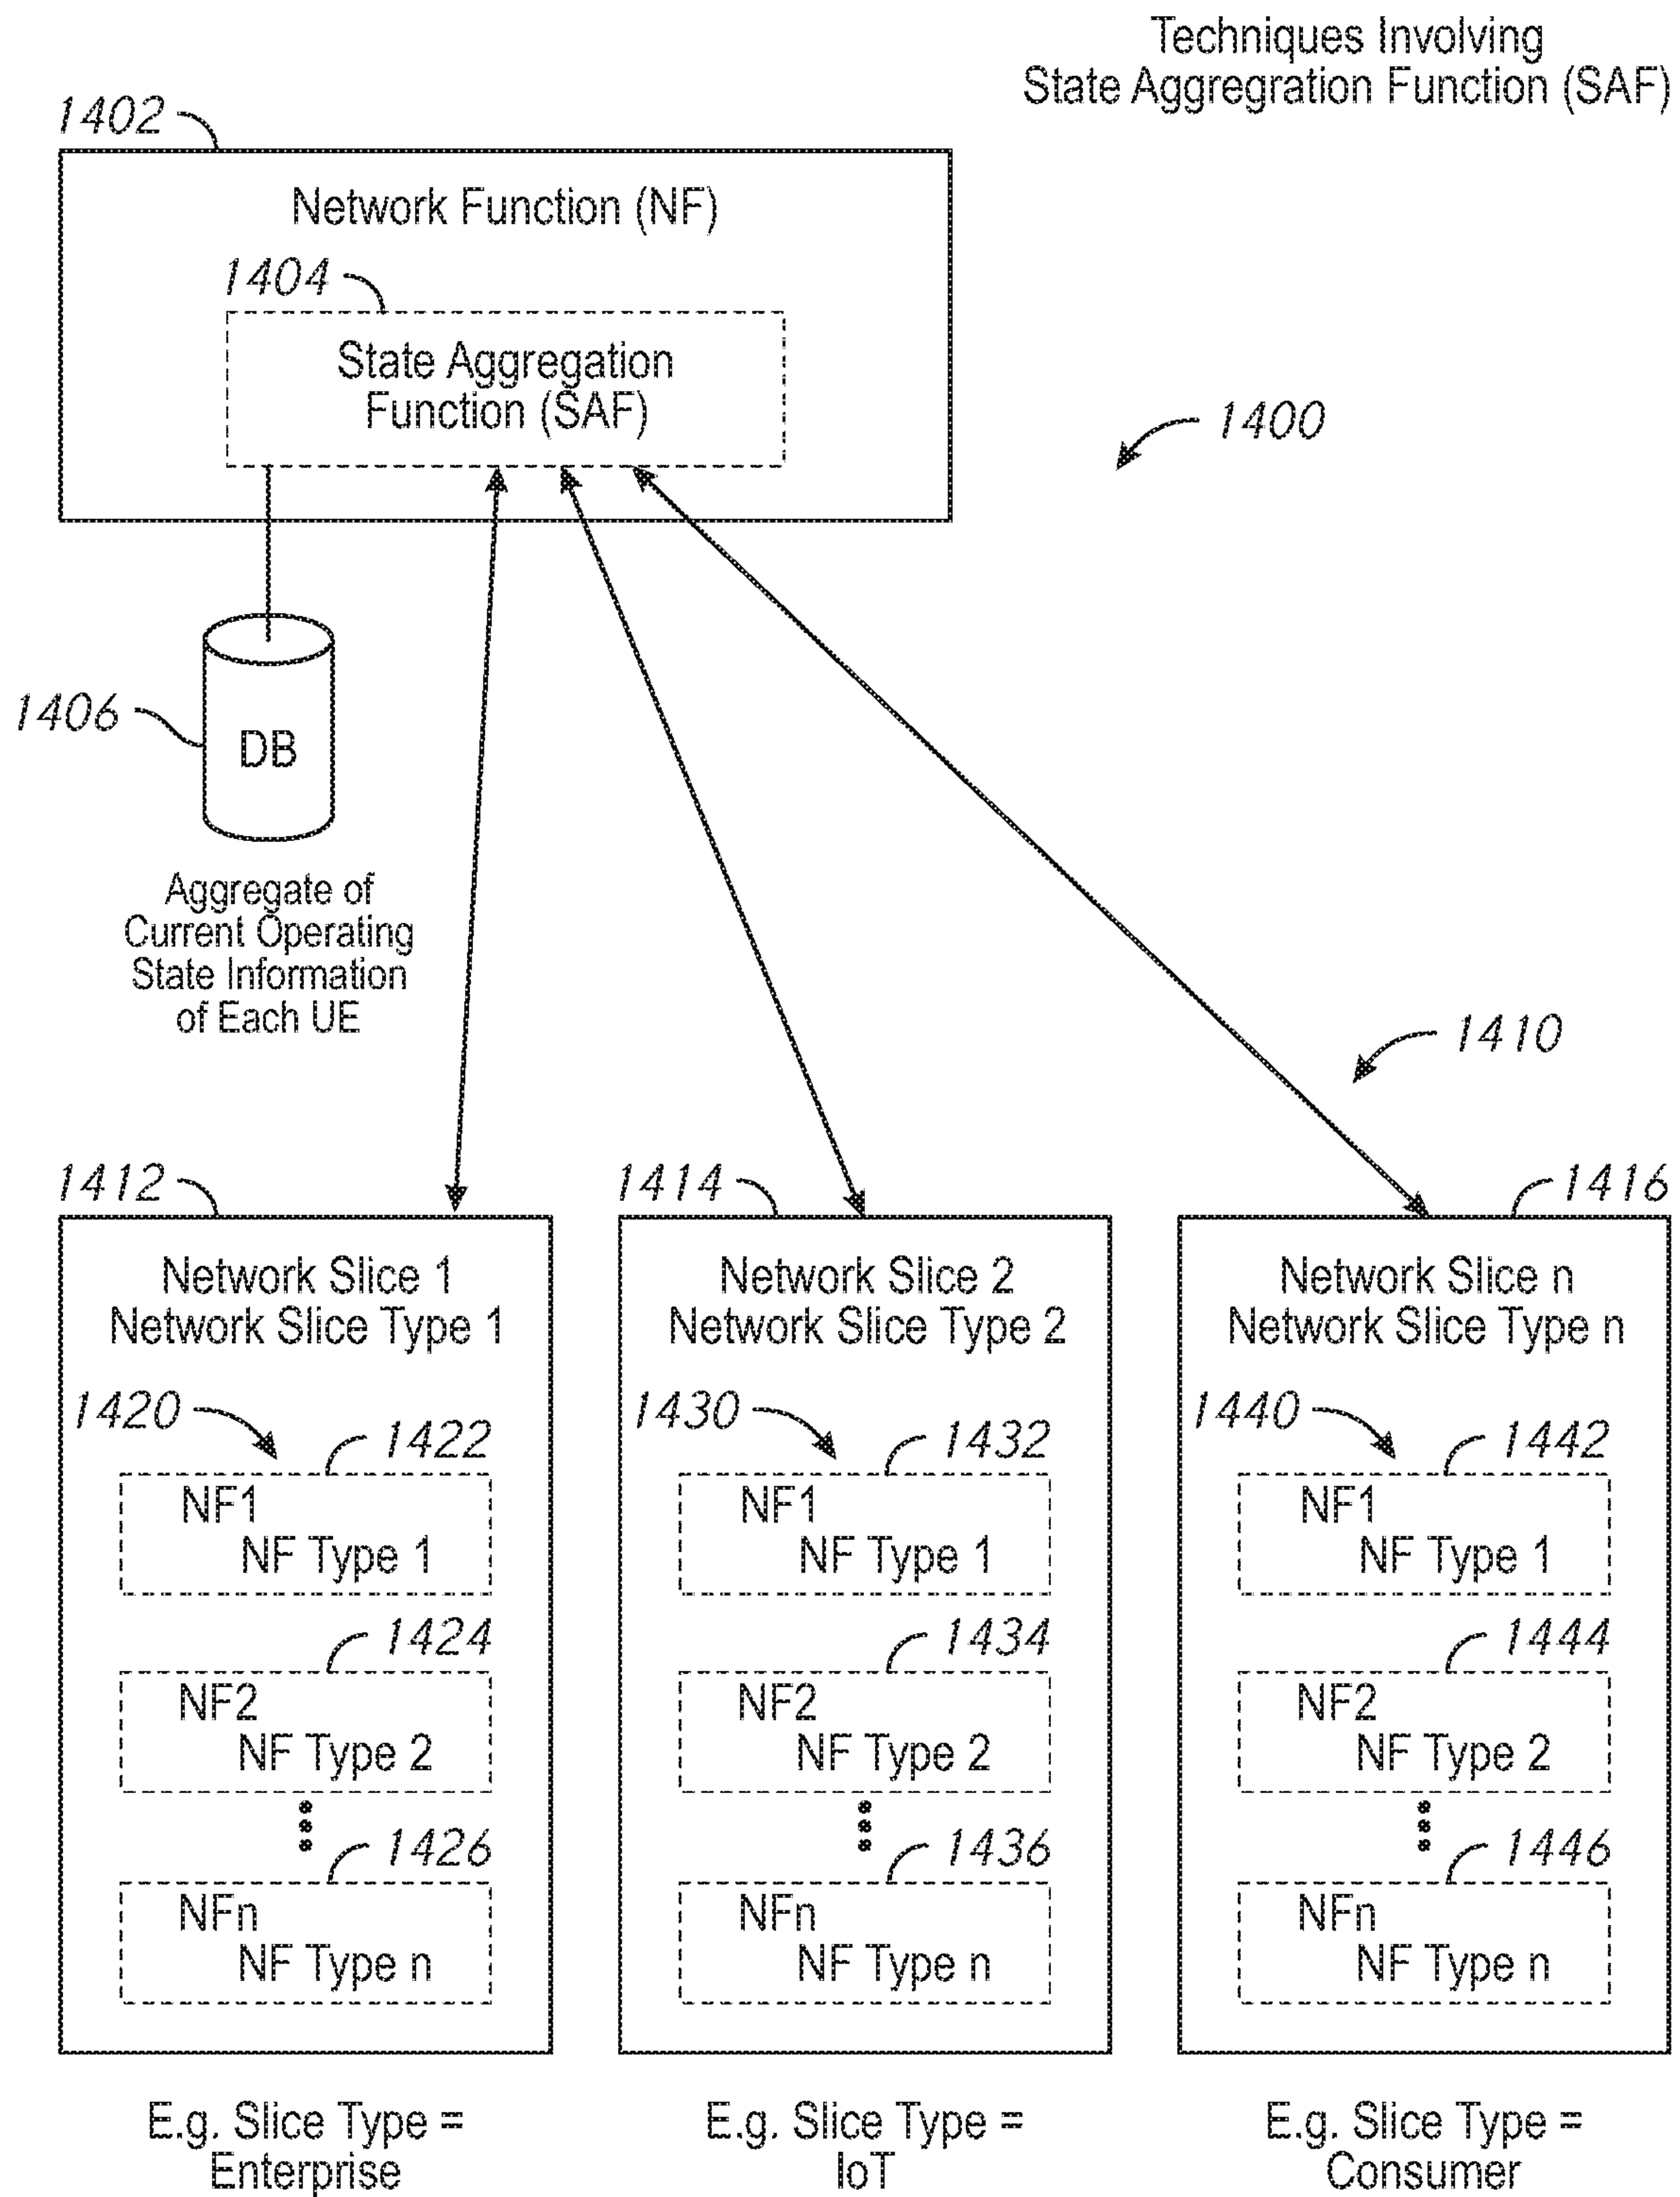 Techniques Involving
State Aggregration Function (SAF)
1402
Network Function (NF)
1404
State Aggregation
Function (SAF)
1400
1406
DB
Aggregate of
Current Operating
State Information
of Each UE
1410
1412
1414
1416
Network Slice 1
Network Slice Type 1
1420
1422
NF1
NF Type 1
1424
NF2
NF Type 2
1426
NFn
NF Type n
E.g. Slice Type =
Enterprise
Network Slice 2
Network Slice Type 2
1430
1432
NF1
NF Type 1
1434
NF2
NF Type 2
1436
NFn
NF Type n
E.g. Slice Type =
IoT
Network Slice n
Network Slice Type n
1440
1442
NF1
NF Type 1
1444
NF2
NF Type 2
1446
NFn
NF Type n
E.g. Slice Type =
Consumer